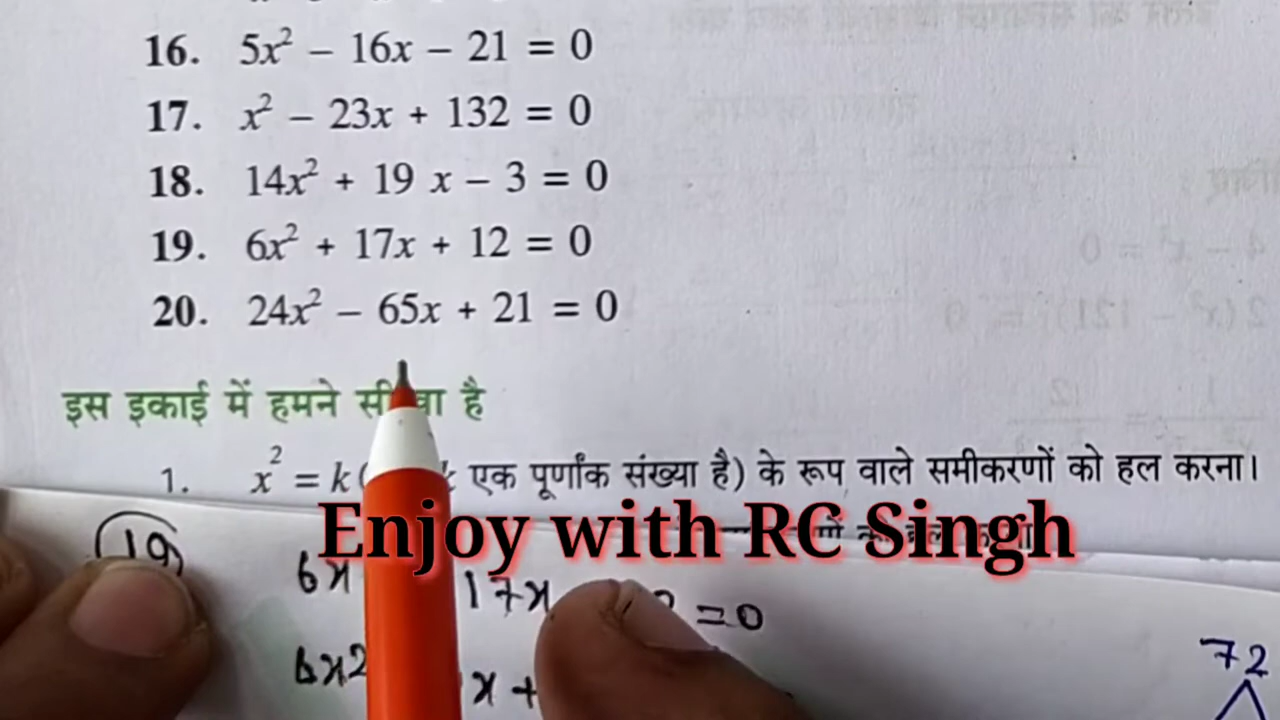 16. 5x² − 16x − 21 = 0
17. x² − 23x + 132 = 0
18. 14x² + 19 x − 3 = 0
19. 6x² + 17x + 12 = 0
20. 24x² − 65x + 21 = 0
इस इकाई में हमने है
1. x² = k( एक पूर्णांक संख्या है) के रूप वाले समीकरणों को हल करना।
Enjoy with RC Singh
19 6x 17x = 0
6x2 x +
72